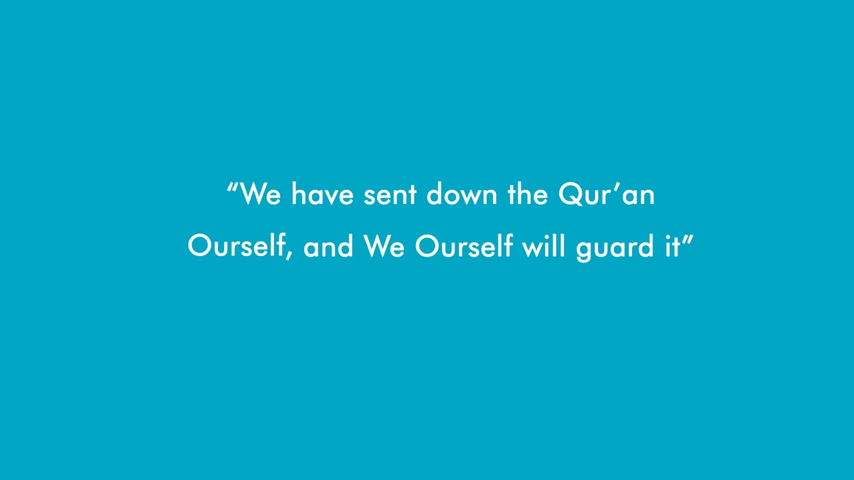 “We have sent down the Qur’an
Ourself, and We Ourself will guard it”